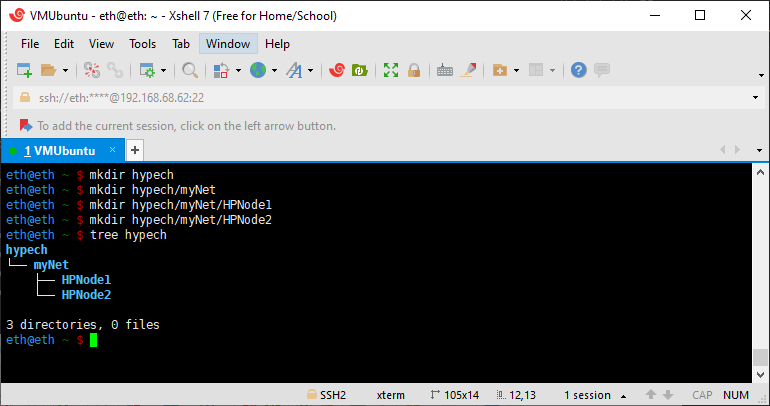 VMUbuntu - eth@eth: ~ - Xshell 7 (Free for Home/School)
File Edit View Tools Tab Window Help
ssh://eth:****@192.168.68.62:22
To add the current session, click on the left arrow button.
1 VMUbuntu × +
eth@eth ~ $ mkdir hypech
eth@eth ~ $ mkdir hypech/myNet
eth@eth ~ $ mkdir hypech/myNet/HPNode1
eth@eth ~ $ mkdir hypech/myNet/HPNode2
eth@eth ~ $ tree hypech
hypech
└── myNet
    ├── HPNode1
    └── HPNode2
3 directories, 0 files
eth@eth ~ $
SSH2 xterm 105x14 12,13 1 session CAP NUM